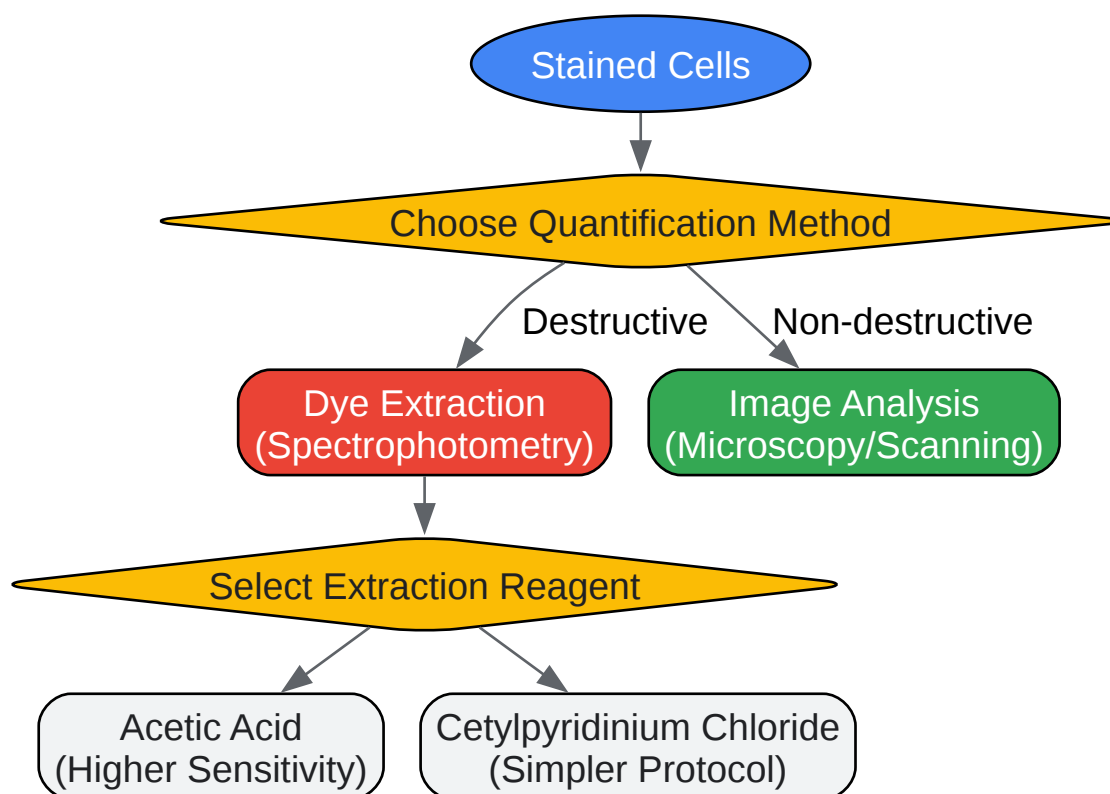 Stained Cells
Choose Quantification Method
Destructive
Non-destructive
Dye Extraction
(Spectrophotometry)
Image Analysis
(Microscopy/Scanning)
Select Extraction Reagent
Acetic Acid
(Higher Sensitivity)
Cetylpyridinium Chloride
(Simpler Protocol)